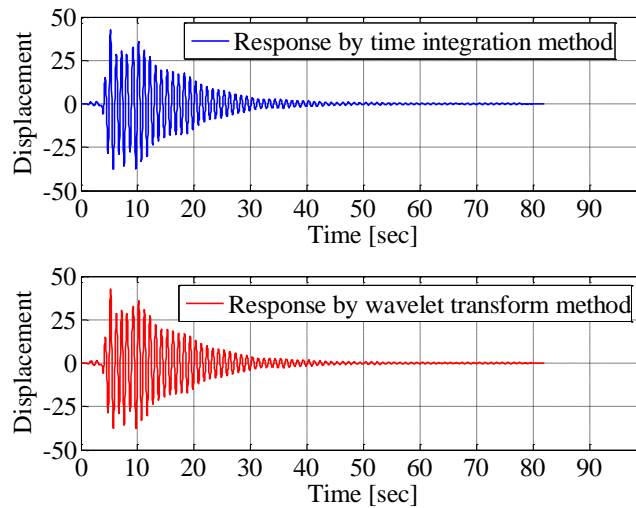 50
25
0
-25
-50
Displacement
Response by time integration method
0 10 20 30 40 50 60 70 80 90
Time [sec]
50
25
0
-25
-50
Displacement
Response by wavelet transform method
0 10 20 30 40 50 60 70 80 90
Time [sec]